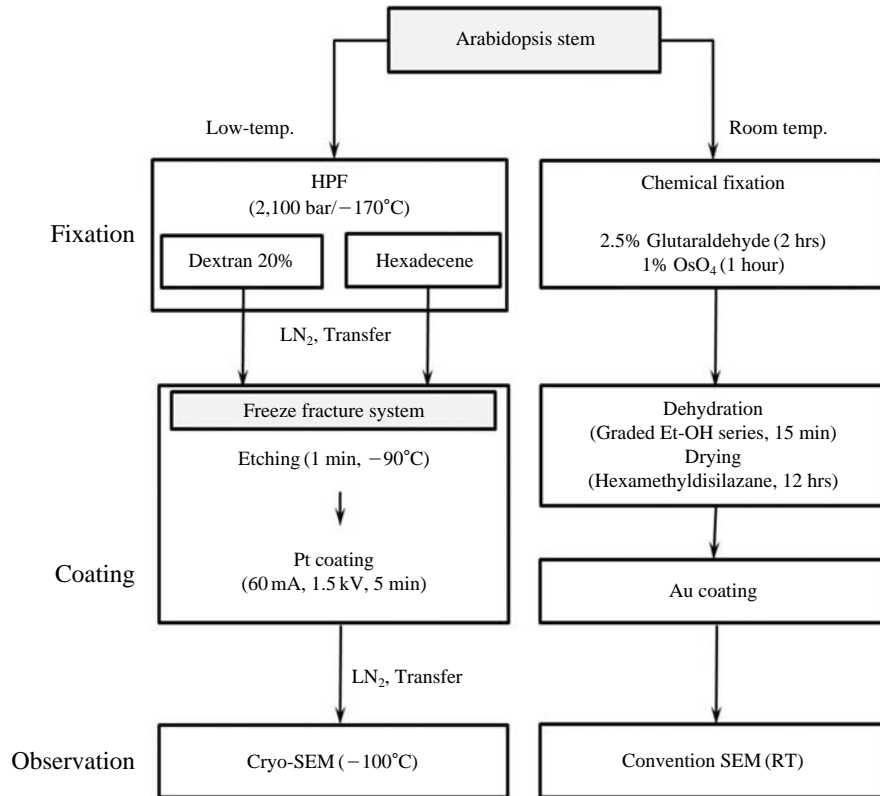 Arabidopsis stem
Low-temp.
Room temp.
Fixation
HPF
(2,100 bar/−170°C)
Dextran 20%
Hexadecene
Chemical fixation
2.5% Glutaraldehyde (2 hrs)
1% OsO₄ (1 hour)
LN₂, Transfer
Freeze fracture system
Etching (1 min, −90°C)
Dehydration
(Graded Et-OH series, 15 min)
Drying
(Hexamethyldisilazane, 12 hrs)
Coating
Pt coating
(60 mA, 1.5 kV, 5 min)
Au coating
LN₂, Transfer
Observation
Cryo-SEM (−100°C)
Convention SEM (RT)